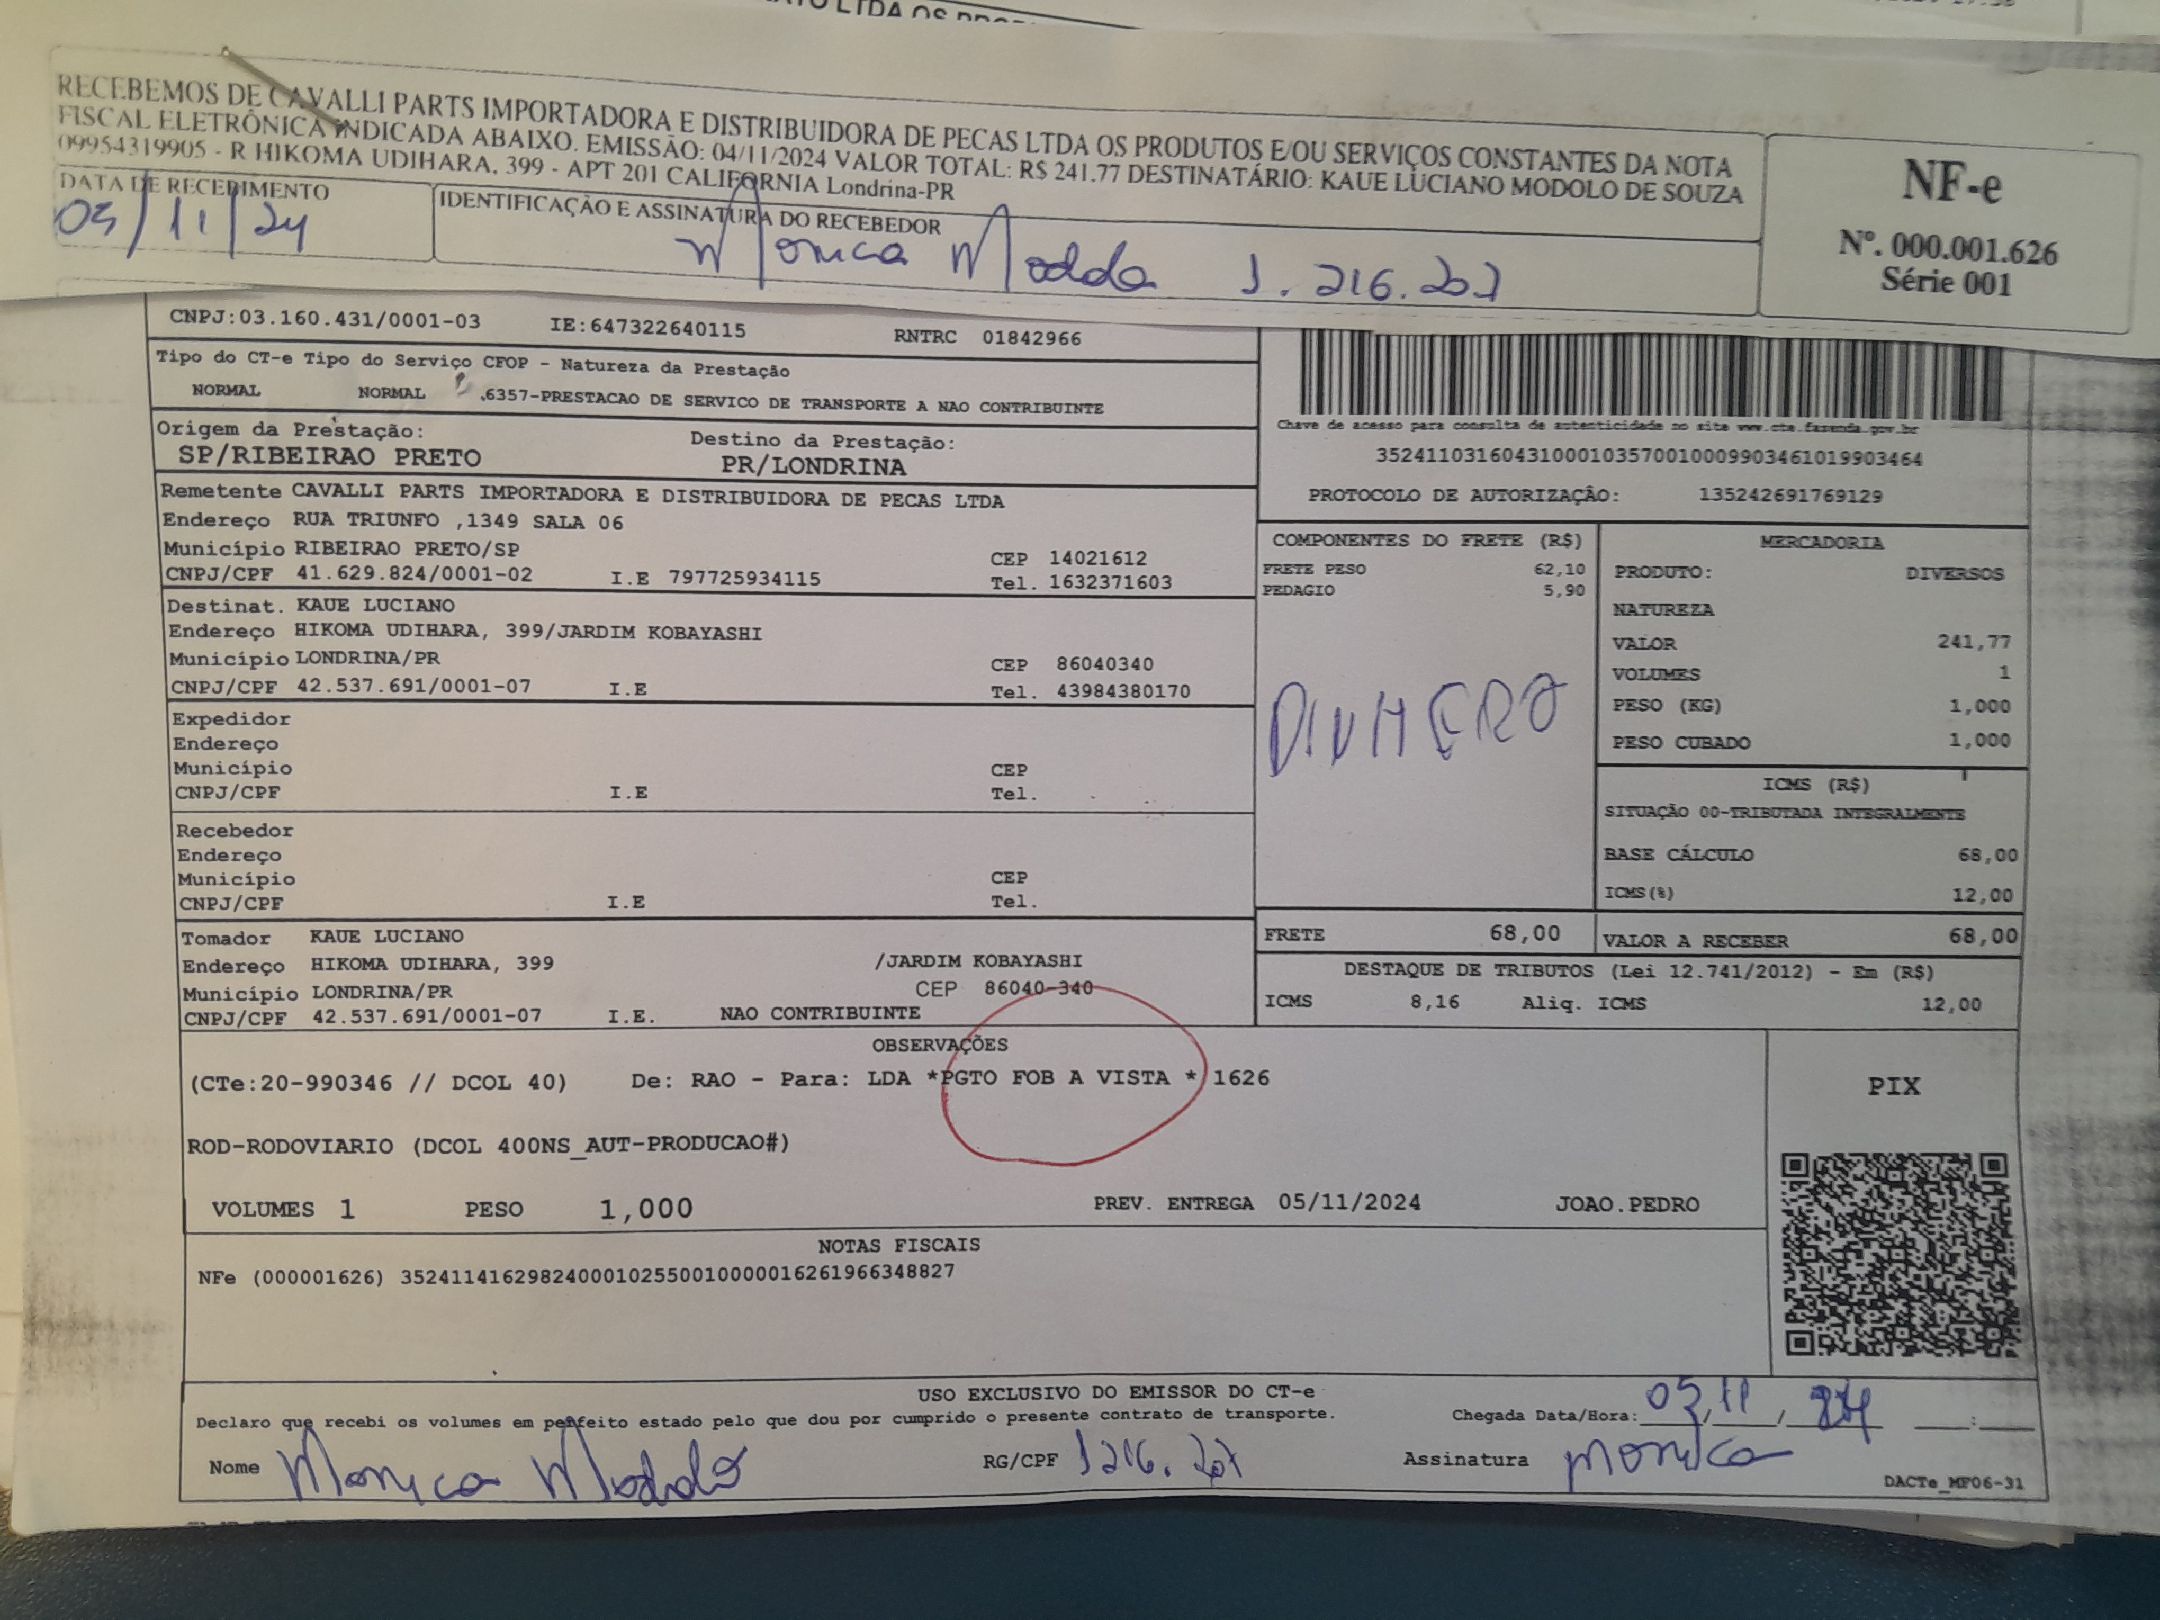 RECEBEMOS DE CAVALLI PARTS IMPORTADORA E DISTRIBUIDORA DE PECAS LTDA OS PRODUTOS E/OU SERVIÇOS CONSTANTES DA NOTA
FISCAL ELETRÔNICA INDICADA ABAIXO. EMISSÃO: 04/11/2024 VALOR TOTAL: R$ 241.77 DESTINATÁRIO: KAUE LUCIANO MODOLO DE SOUZA
09954319905 - R HIKOMA UDIHARA, 399 - APT 201 CALIFORNIA Londrina-PR
DATA DE RECEBIMENTO
05/11/24
IDENTIFICAÇÃO E ASSINATURA DO RECEBEDOR
Monica Modolo 1.216.207
NF-e
Nº. 000.001.626
Série 001
CNPJ:03.160.431/0001-03 IE:647322640115 RNTRC 01842966
Tipo do CT-e Tipo do Serviço CFOP - Natureza da Prestação
NORMAL NORMAL .6357-PRESTACAO DE SERVICO DE TRANSPORTE A NAO CONTRIBUINTE
Origem da Prestação: Destino da Prestação:
SP/RIBEIRAO PRETO PR/LONDRINA
Chave de acesso para consulta de autenticidade no site www.cte.fazenda.gov.br
35241103160431000103570010009903461019903464
PROTOCOLO DE AUTORIZAÇÃO: 135242691769129
Remetente CAVALLI PARTS IMPORTADORA E DISTRIBUIDORA DE PECAS LTDA
Endereço RUA TRIUNFO ,1349 SALA 06
Município RIBEIRAO PRETO/SP CEP 14021612
CNPJ/CPF 41.629.824/0001-02 I.E 797725934115 Tel. 1632371603
Destinat. KAUE LUCIANO
Endereço HIKOMA UDIHARA, 399/JARDIM KOBAYASHI
Município LONDRINA/PR CEP 86040340
CNPJ/CPF 42.537.691/0001-07 I.E Tel. 43984380170
Expedidor
Endereço
Município CEP
CNPJ/CPF I.E Tel.
Recebedor
Endereço
Município CEP
CNPJ/CPF I.E Tel.
Tomador KAUE LUCIANO
Endereço HIKOMA UDIHARA, 399 /JARDIM KOBAYASHI
Município LONDRINA/PR CEP 86040-340
CNPJ/CPF 42.537.691/0001-07 I.E. NAO CONTRIBUINTE
COMPONENTES DO FRETE (R$)
FRETE PESO 62,10
PEDAGIO 5,90
DINHERO
MERCADORIA
PRODUTO: DIVERSOS
NATUREZA
VALOR 241,77
VOLUMES 1
PESO (KG) 1,000
PESO CUBADO 1,000
ICMS (R$)
SITUAÇÃO 00-TRIBUTADA INTEGRALMENTE
BASE CÁLCULO 68,00
ICMS(%) 12,00
FRETE 68,00 VALOR A RECEBER 68,00
DESTAQUE DE TRIBUTOS (Lei 12.741/2012) - Em (R$)
ICMS 8,16 Aliq. ICMS 12,00
OBSERVAÇÕES
(CTe:20-990346 // DCOL 40) De: RAO - Para: LDA *PGTO FOB A VISTA * 1626
ROD-RODOVIARIO (DCOL 400NS_AUT-PRODUCAO#)
VOLUMES 1 PESO 1,000 PREV. ENTREGA 05/11/2024 JOAO.PEDRO
PIX
NOTAS FISCAIS
NFe (000001626) 35241141629824000102550010000016261966348827
USO EXCLUSIVO DO EMISSOR DO CT-e
Declaro que recebi os volumes em perfeito estado pelo que dou por cumprido o presente contrato de transporte. Chegada Data/Hora: 05/11/24 __:__
Nome Monica Modolo RG/CPF 1216.207 Assinatura Monica
DACTe_MF06-31